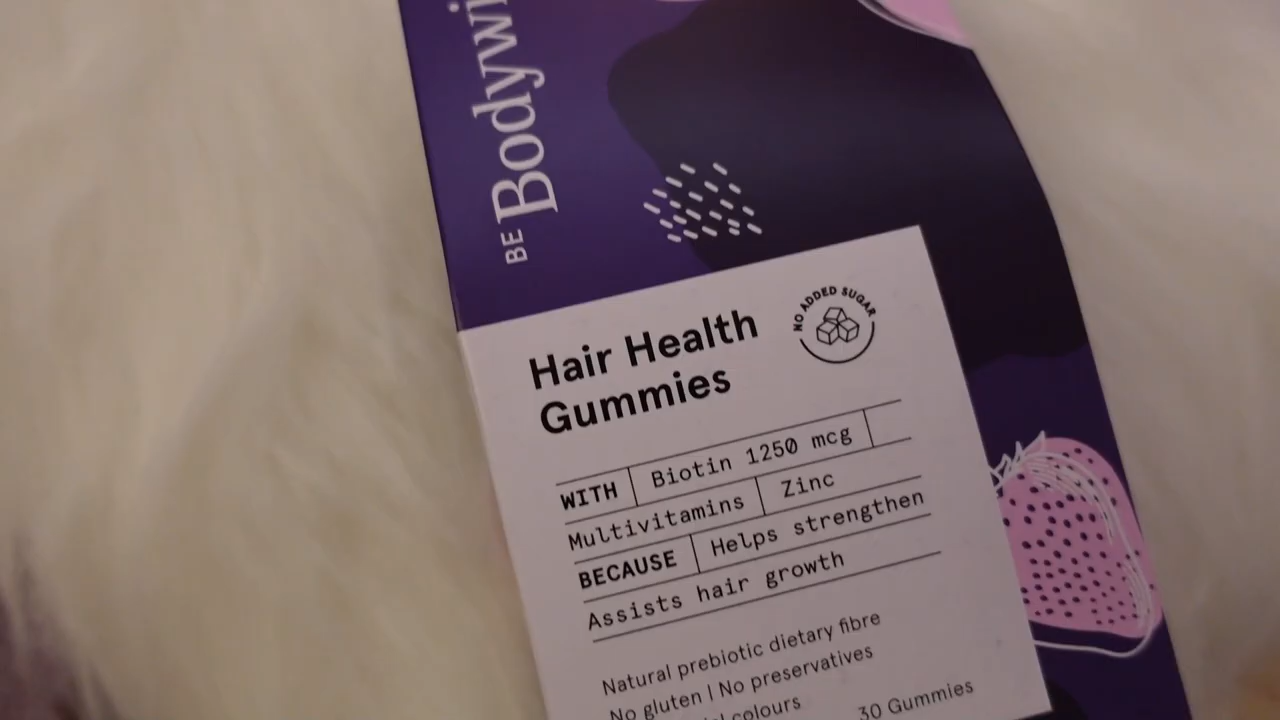 BE
NO ADDED SUGAR
Hair Health
Gummies
WITH | Biotin 1250 mcg |
Multivitamins | Zinc
BECAUSE | Helps strengthen
Assists hair growth
Natural prebiotic dietary fibre
No gluten | No preservatives
colours
30 Gummies